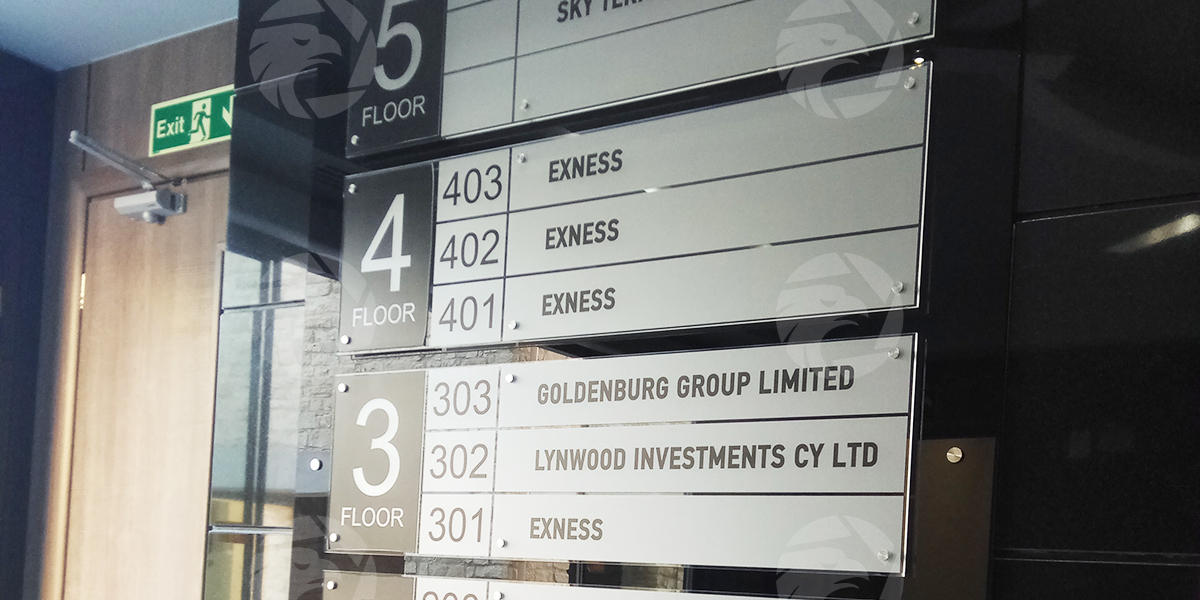 5
FLOOR
SKY
Exit
4
FLOOR
403 EXNESS
402 EXNESS
401 EXNESS
3
FLOOR
303 GOLDENBURG GROUP LIMITED
302 LYNWOOD INVESTMENTS CY LTD
301 EXNESS